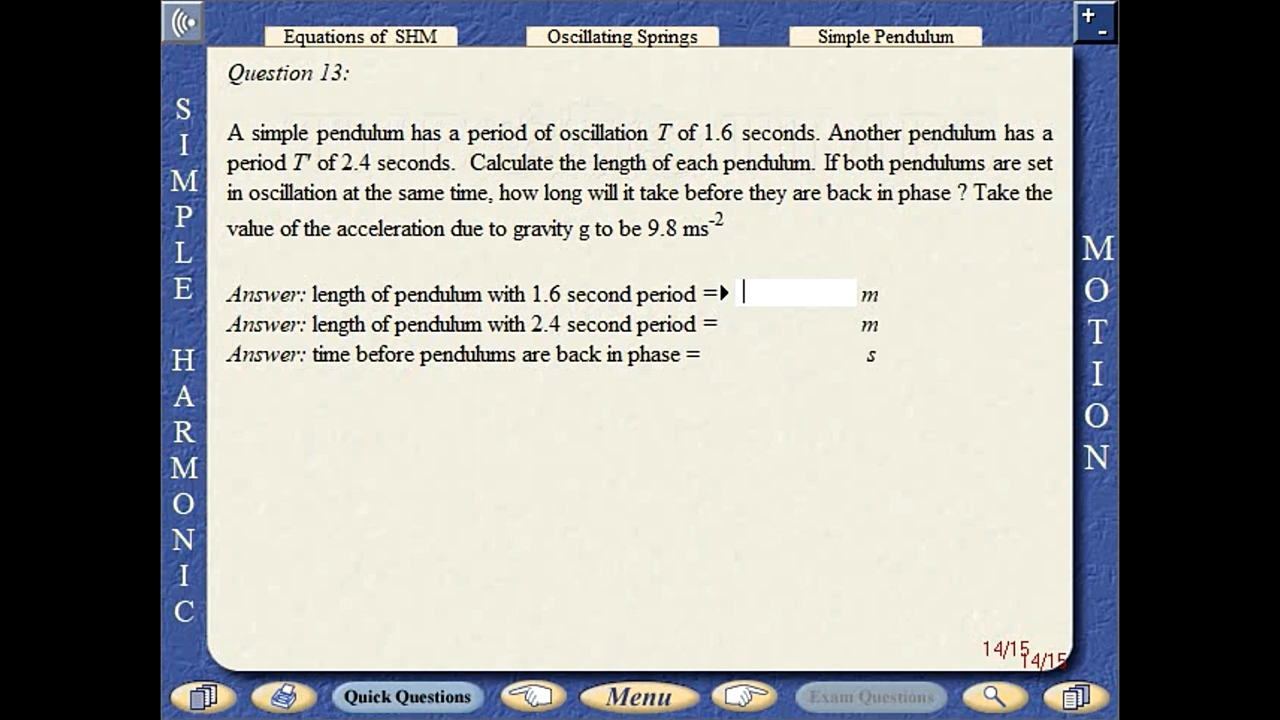 Equations of SHM
Oscillating Springs
Simple Pendulum
+
-
Question 13:
A simple pendulum has a period of oscillation T of 1.6 seconds. Another pendulum has a
period T' of 2.4 seconds. Calculate the length of each pendulum. If both pendulums are set
in oscillation at the same time, how long will it take before they are back in phase ? Take the
value of the acceleration due to gravity g to be 9.8 ms-2
Answer: length of pendulum with 1.6 second period = m
Answer: length of pendulum with 2.4 second period = m
Answer: time before pendulums are back in phase = s
SIMPLE HARMONIC
MOTION
14/15
14/15
Quick Questions
Menu
Exam Questions